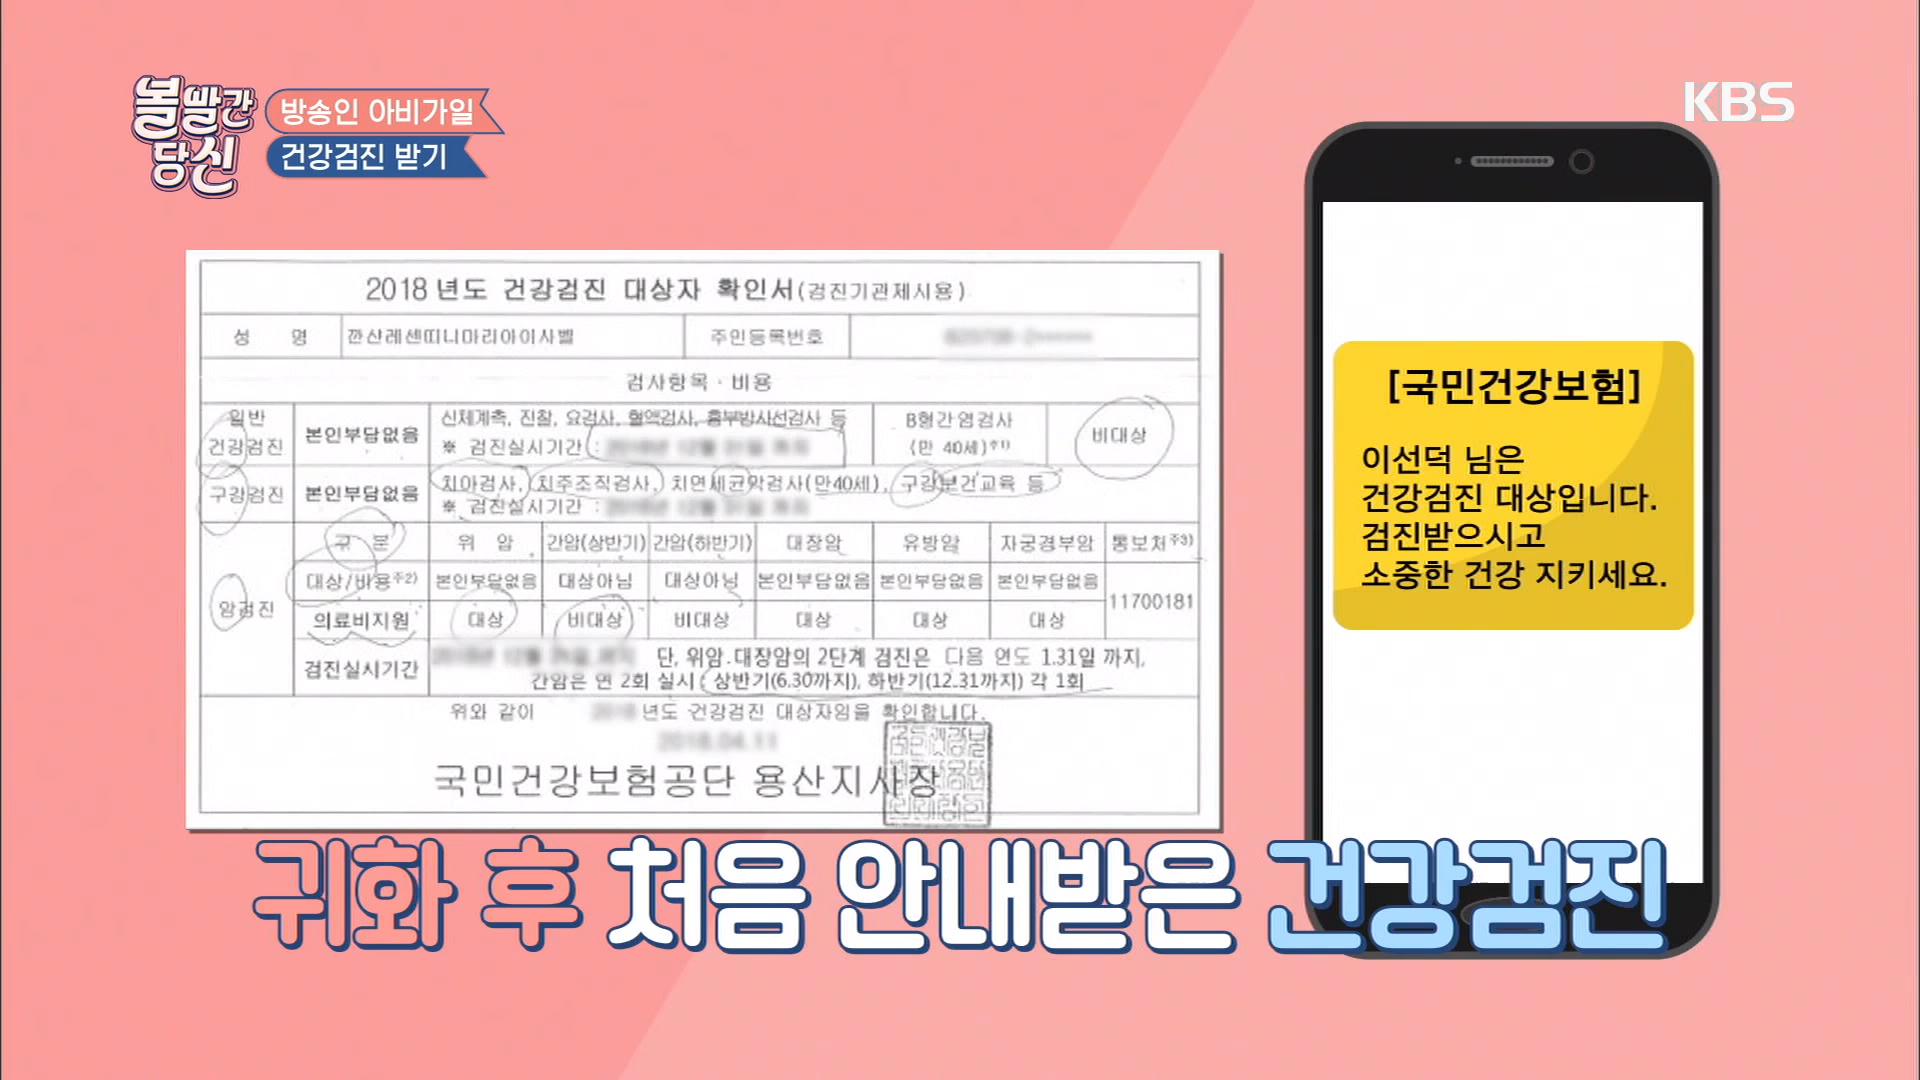 볼빨간
당신
방송인 아비가일
건강검진 받기
KBS
2018년도 건강검진 대상자 확인서(검진기관제시용)
성 명 깐산레센띠니마리아이사벨 주민등록번호
검사항목·비용
일반 건강검진 본인부담없음 신체계측, 진찰, 요검사, 혈액검사, 흉부방사선검사 등
※ 검진실시기간 :
B형간염검사 (만 40세)주1) 비대상
구강검진 본인부담없음 치아검사, 치주조직검사, 치면세균막검사(만40세), 구강보건교육 등
※ 검진실시기간 :
암검진
구 분 위 암 간암(상반기) 간암(하반기) 대장암 유방암 자궁경부암 통보처주3)
대상/비용주2) 본인부담없음 대상아님 대상아님 본인부담없음 본인부담없음 본인부담없음 11700181
의료비지원 대상 비대상 비대상 대상 대상 대상
검진실시기간 단, 위암.대장암의 2단계 검진은 다음 연도 1.31일 까지,
간암은 연 2회 실시 : 상반기(6.30까지), 하반기(12.31까지) 각 1회
위와 같이 년도 건강검진 대상자임을 확인합니다.
국민건강보험공단 용산지사장
[국민건강보험]
이선덕 님은
건강검진 대상입니다.
검진받으시고
소중한 건강 지키세요.
귀화 후 처음 안내받은 건강검진